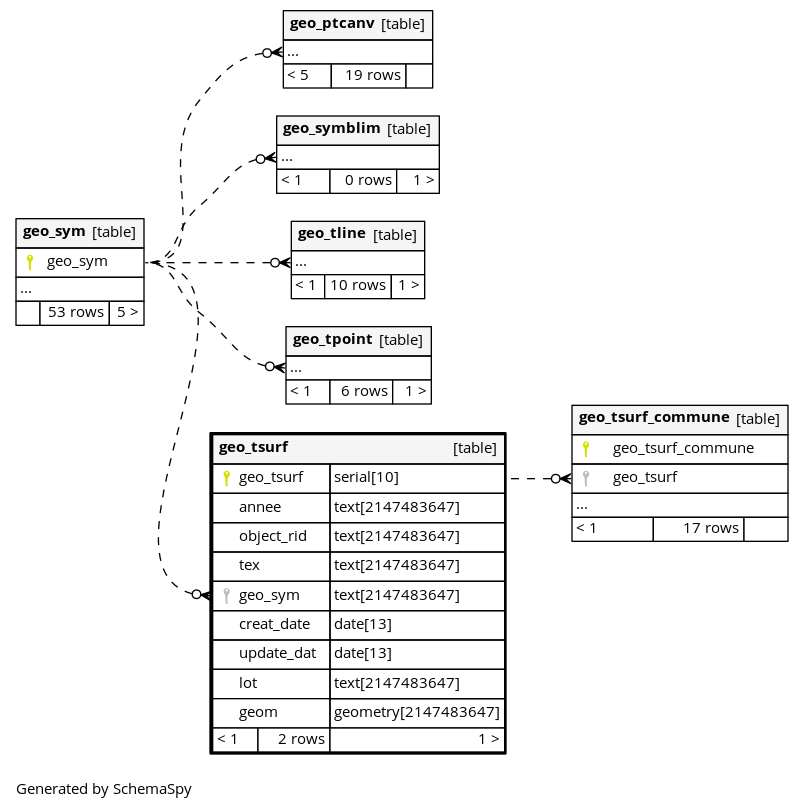 geo_ptcanv [table]
...
< 5 19 rows
geo_symblim [table]
...
< 1 0 rows 1 >
geo_sym [table]
geo_sym
...
53 rows 5 >
geo_tline [table]
...
< 1 10 rows 1 >
geo_tpoint [table]
...
< 1 6 rows 1 >
geo_tsurf [table]
geo_tsurf serial[10]
annee text[2147483647]
object_rid text[2147483647]
tex text[2147483647]
geo_sym text[2147483647]
creat_date date[13]
update_dat date[13]
lot text[2147483647]
geom geometry[2147483647]
< 1 2 rows 1 >
geo_tsurf_commune [table]
geo_tsurf_commune
geo_tsurf
...
< 1 17 rows
Generated by SchemaSpy